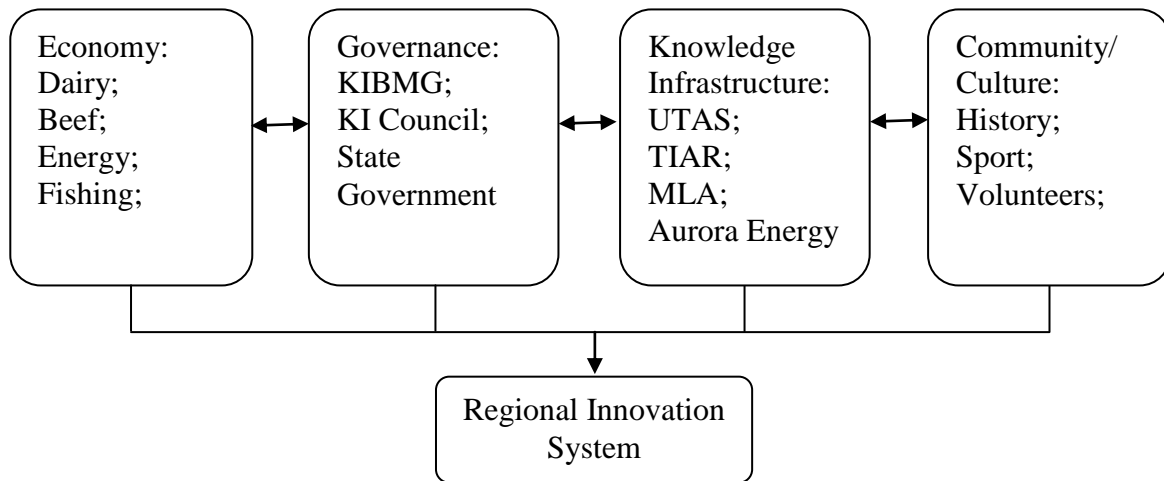 Economy:
Dairy;
Beef;
Energy;
Fishing;
Governance:
KIBMG;
KI Council;
State
Government
Knowledge
Infrastructure:
UTAS;
TIAR;
MLA;
Aurora Energy
Community/
Culture:
History;
Sport;
Volunteers;
Regional Innovation
System